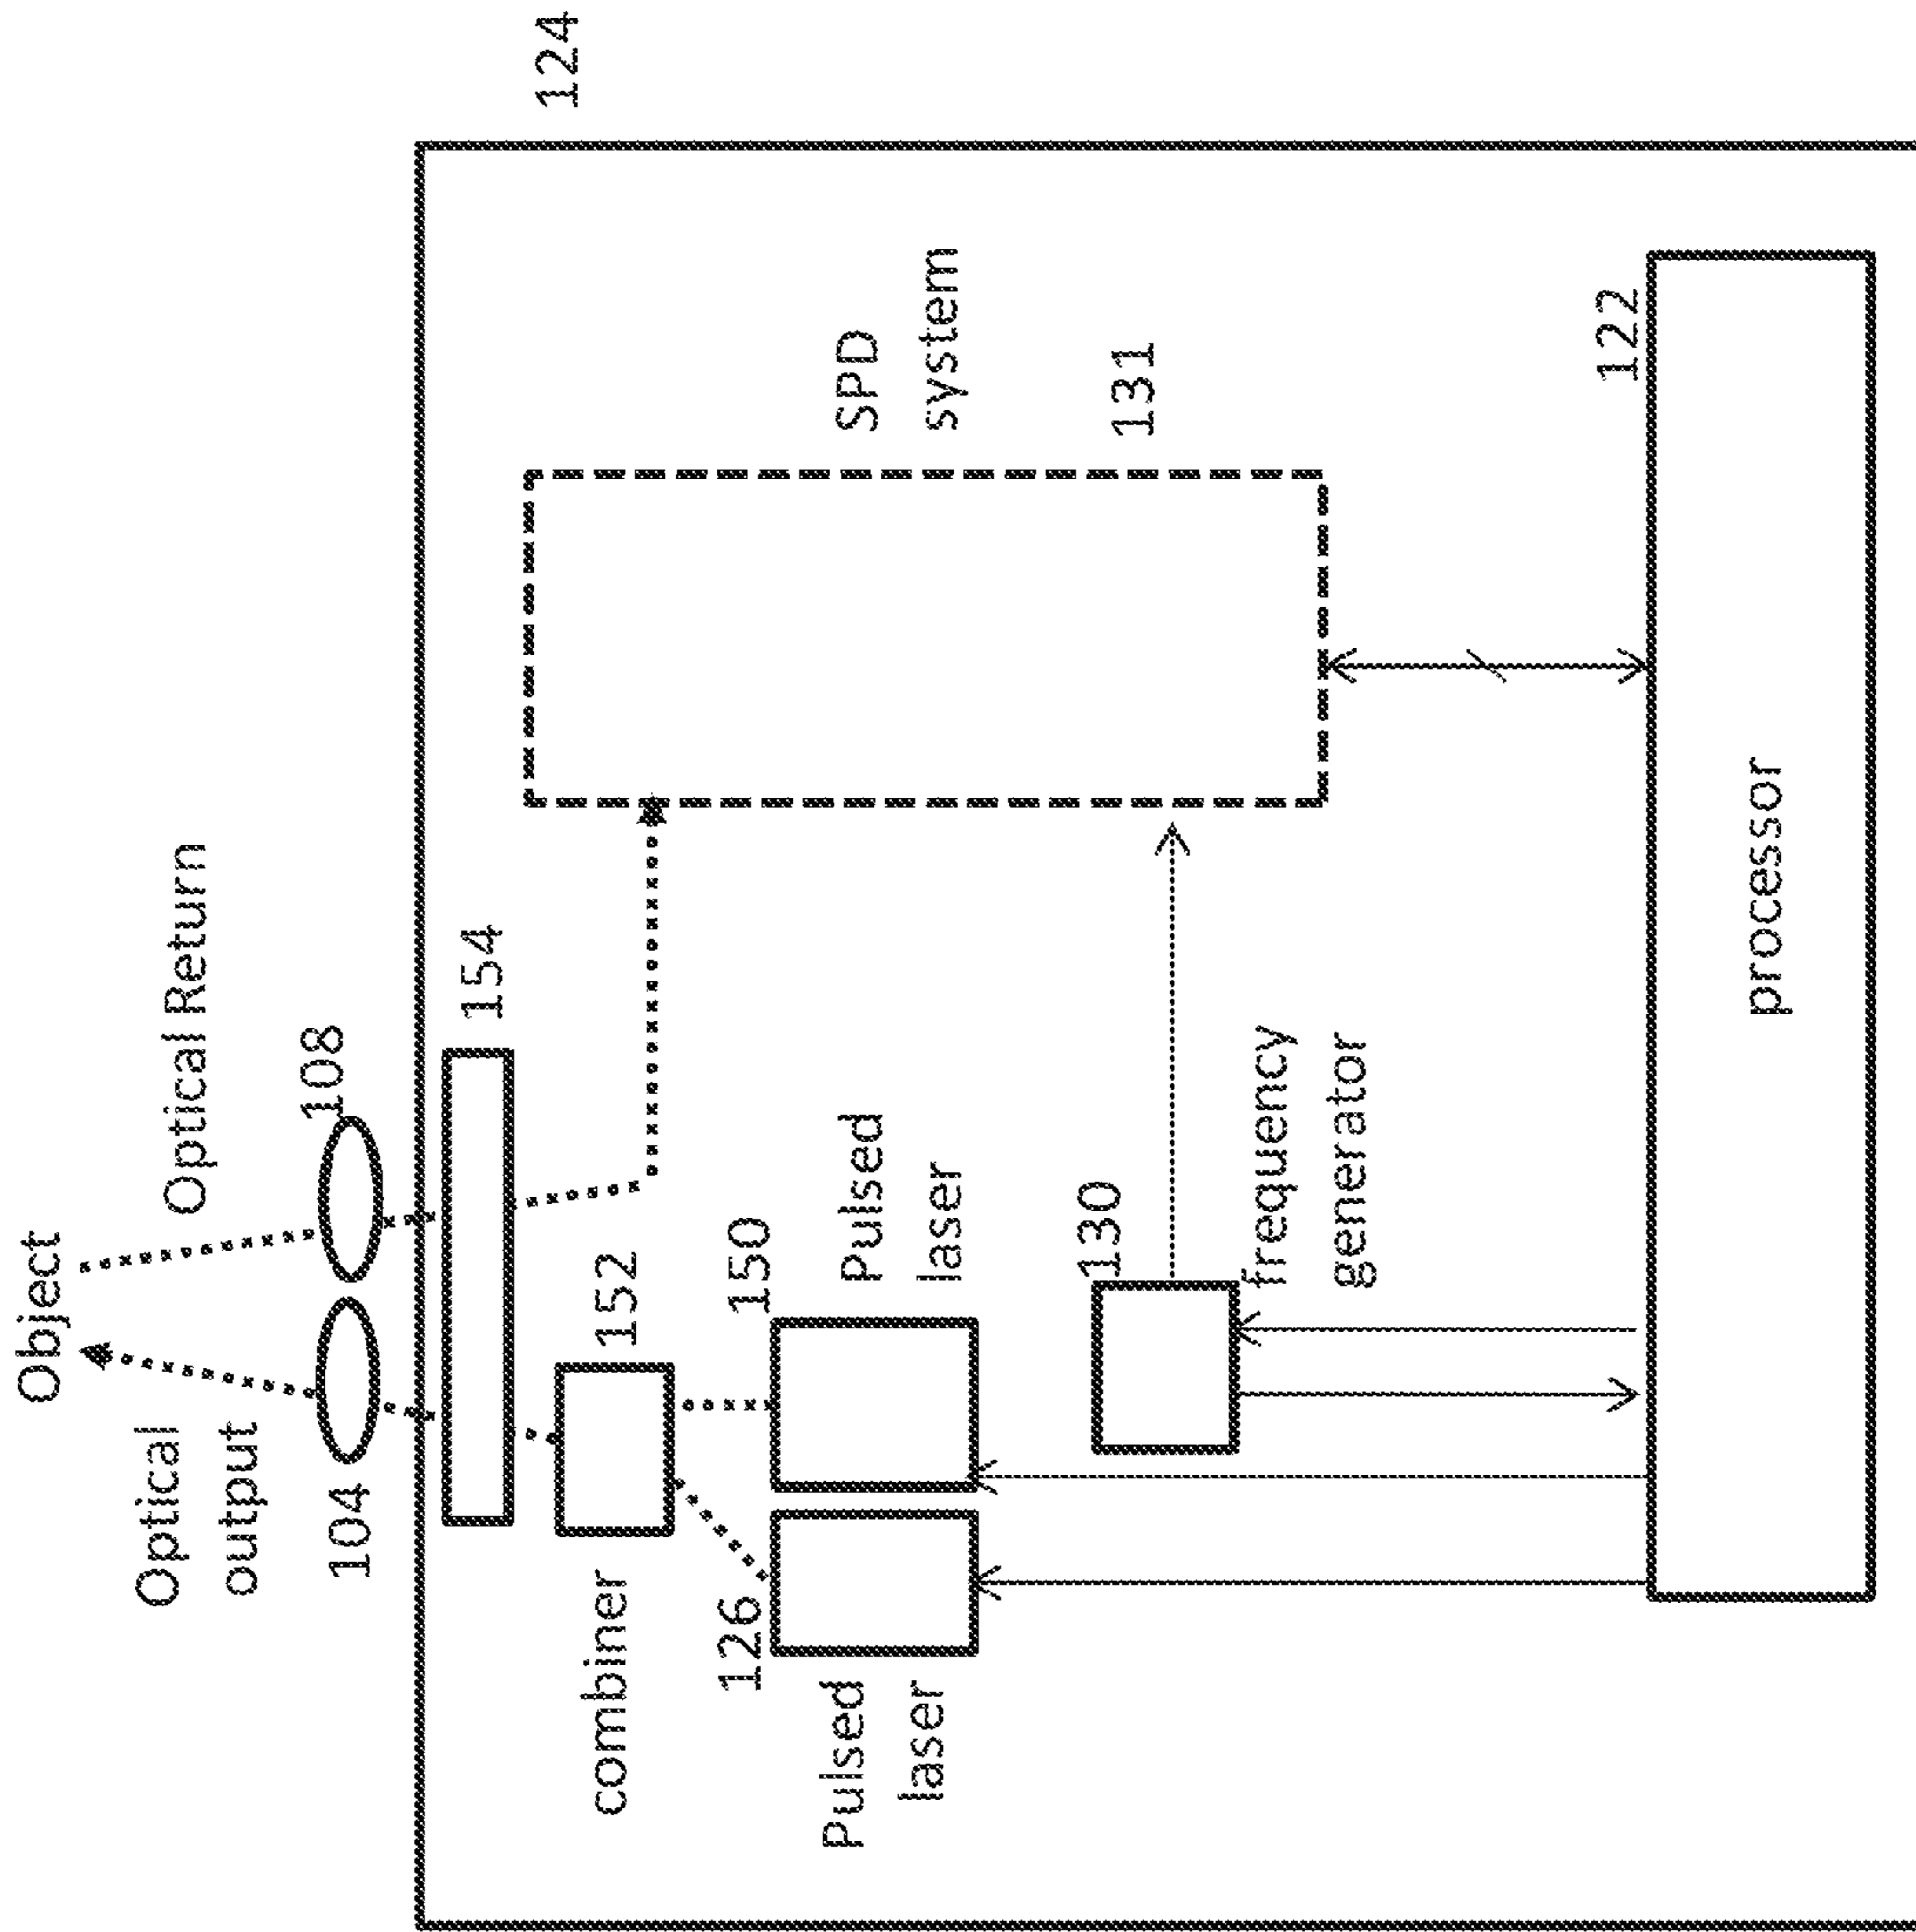 Object
Optical
output
Optical Return
104
108
124
154
combiner
152
126
150
Pulsed
laser
Pulsed
laser
SPD
system
131
130
frequency
generator
122
processor